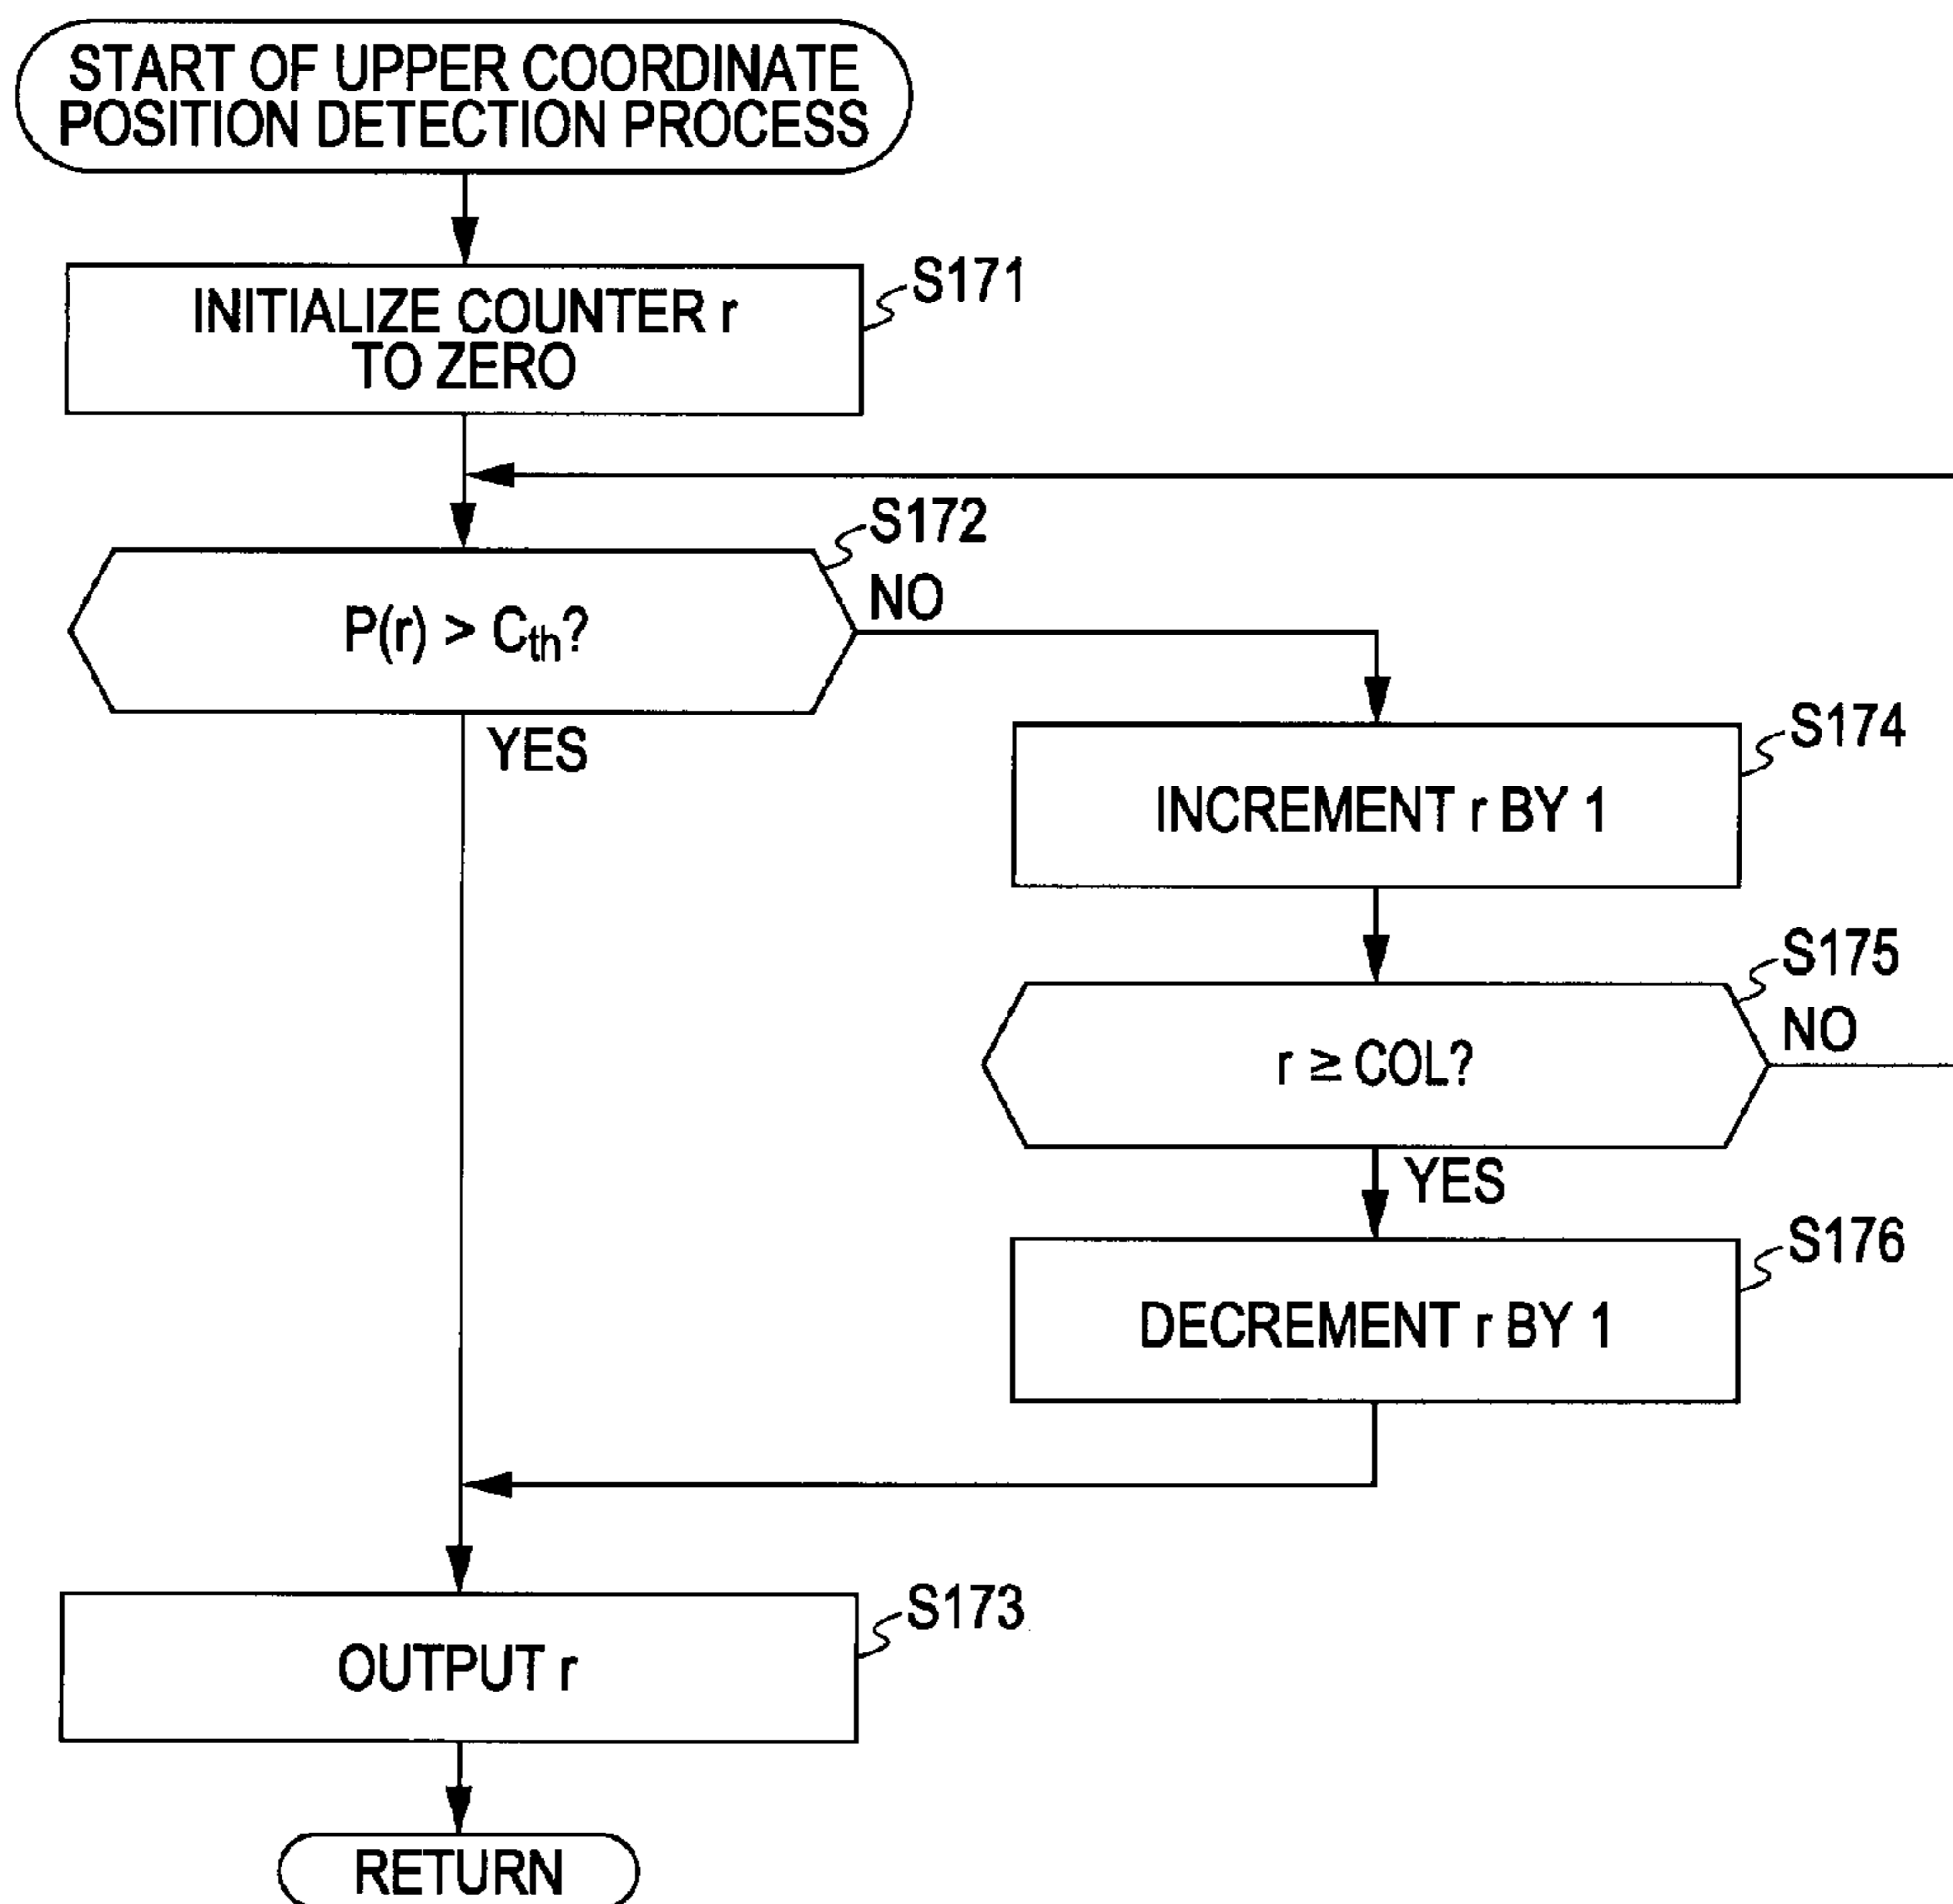 START OF UPPER COORDINATE
POSITION DETECTION PROCESS
S171
INITIALIZE COUNTER r
TO ZERO
S172
NO
P(r) > Cth?
YES
S174
INCREMENT r BY 1
S175
NO
r ≧ COL?
YES
S176
DECREMENT r BY 1
S173
OUTPUT r
RETURN